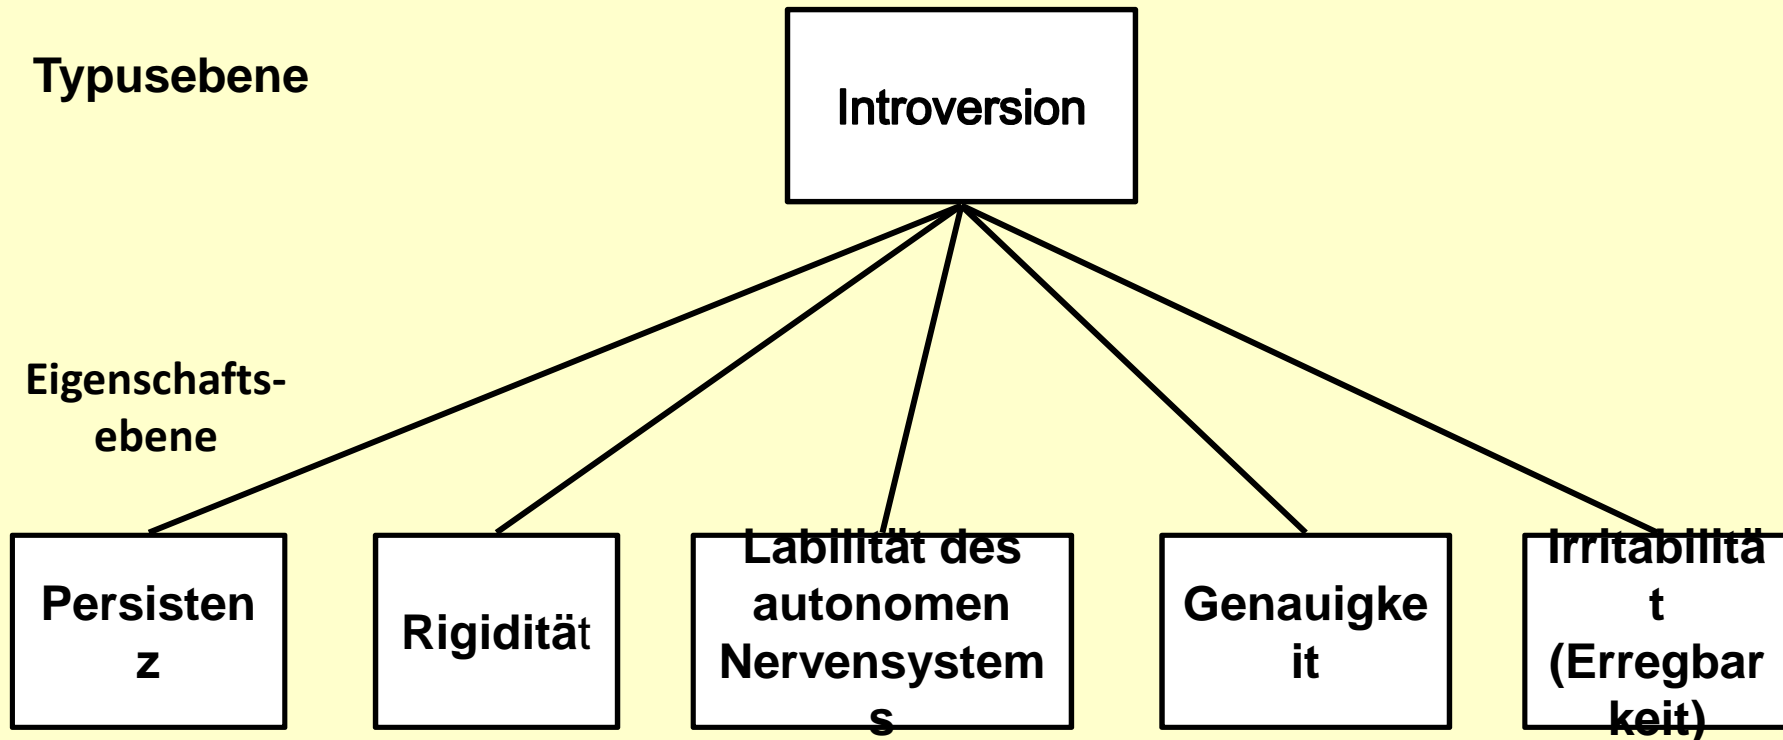 Typusebene
Introversion
Eigenschafts-
ebene
Persisten
z
Rigidität
Labilität des
autonomen
Nervensystem
s
Genauigke
it
Irritabilitä
t
(Erregbar
keit)